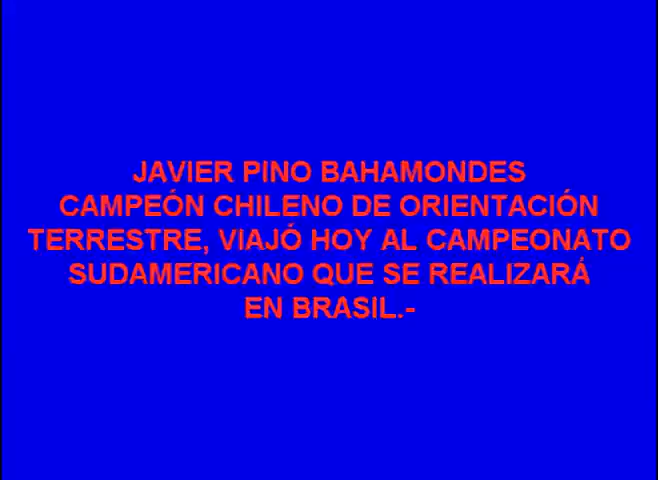 JAVIER PINO BAHAMONDES
CAMPEÓN CHILENO DE ORIENTACIÓN
TERRESTRE, VIAJÓ HOY AL CAMPEONATO
SUDAMERICANO QUE SE REALIZARÁ
EN BRASIL.-